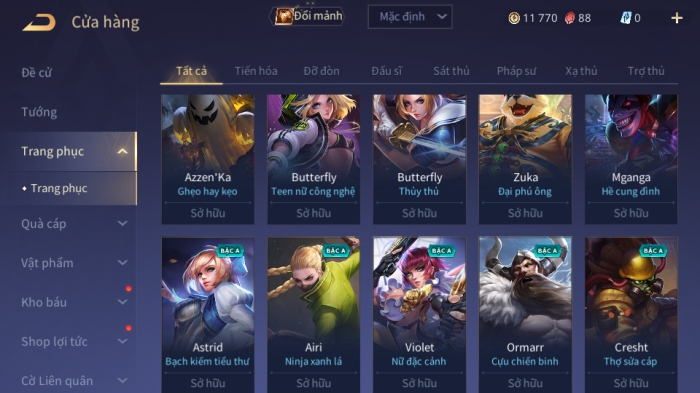 Cửa hàng
Đổi mảnh
Mặc định
11 770
88
0
Đề cử
Tướng
Trang phục
Trang phục
Quà cáp
Vật phẩm
Kho báu
Shop lợi tức
Cờ Liên quân
Tất cả Tiến hóa Đỡ đòn Đấu sĩ Sát thủ Pháp sư Xạ thủ Trợ thủ
Azzen'Ka
Ghẹo hay kẹo
Sở hữu
Butterfly
Teen nữ công nghệ
Sở hữu
Butterfly
Thủy thủ
Sở hữu
Zuka
Đại phú ông
Sở hữu
Mganga
Hề cung đình
Sở hữu
Astrid
Bạch kiếm tiểu thư
Sở hữu
BẬC A
Airi
Ninja xanh lá
Sở hữu
BẬC A
Violet
Nữ đặc cảnh
Sở hữu
BẬC A
Ormarr
Cựu chiến binh
Sở hữu
BẬC A
Cresht
Thợ sửa cáp
Sở hữu
BẬC A